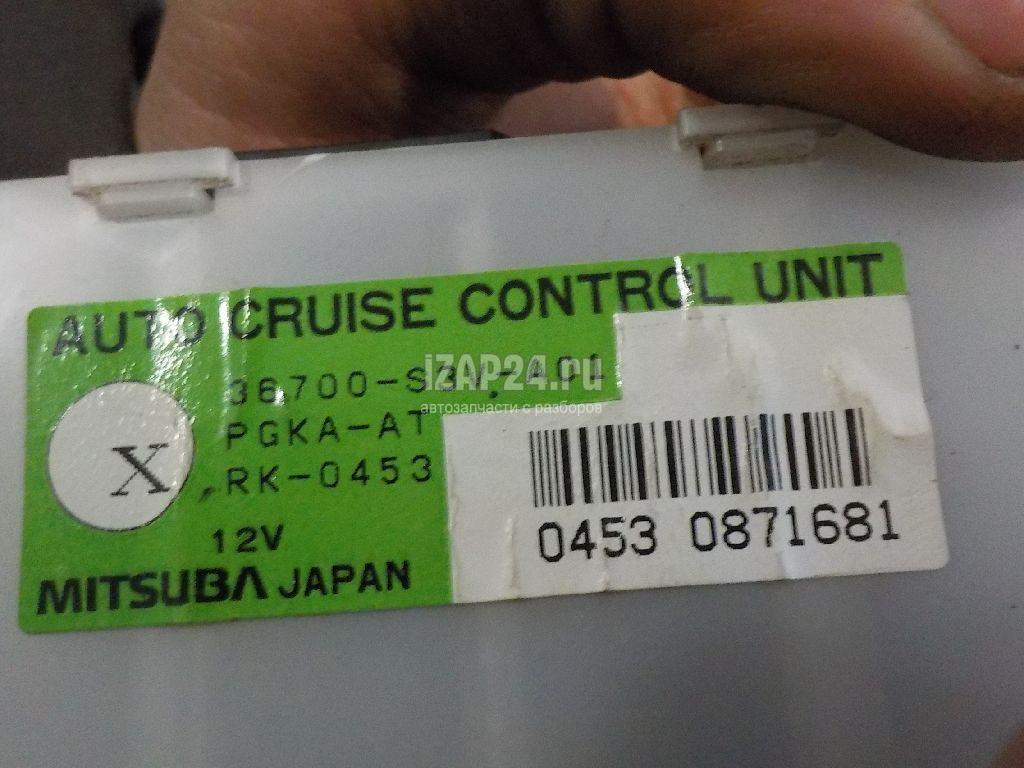 AUTO CRUISE CONTROL UNIT
iZAP24.ru
автозапчасти с разборов
PGKA-AT
X
RK-0453
12V
0453 0871681
MITSUBA JAPAN